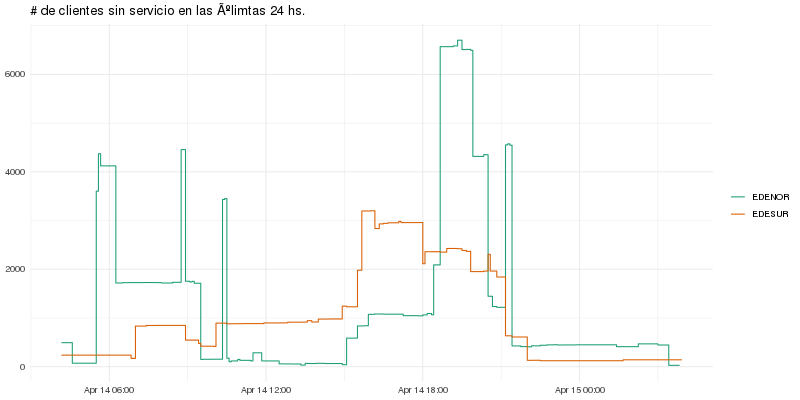 # de clientes sin servicio en las Ãºlimtas 24 hs.
6000
4000
2000
0
Apr 14 06:00
Apr 14 12:00
Apr 14 18:00
Apr 15 00:00
EDENOR
EDESUR